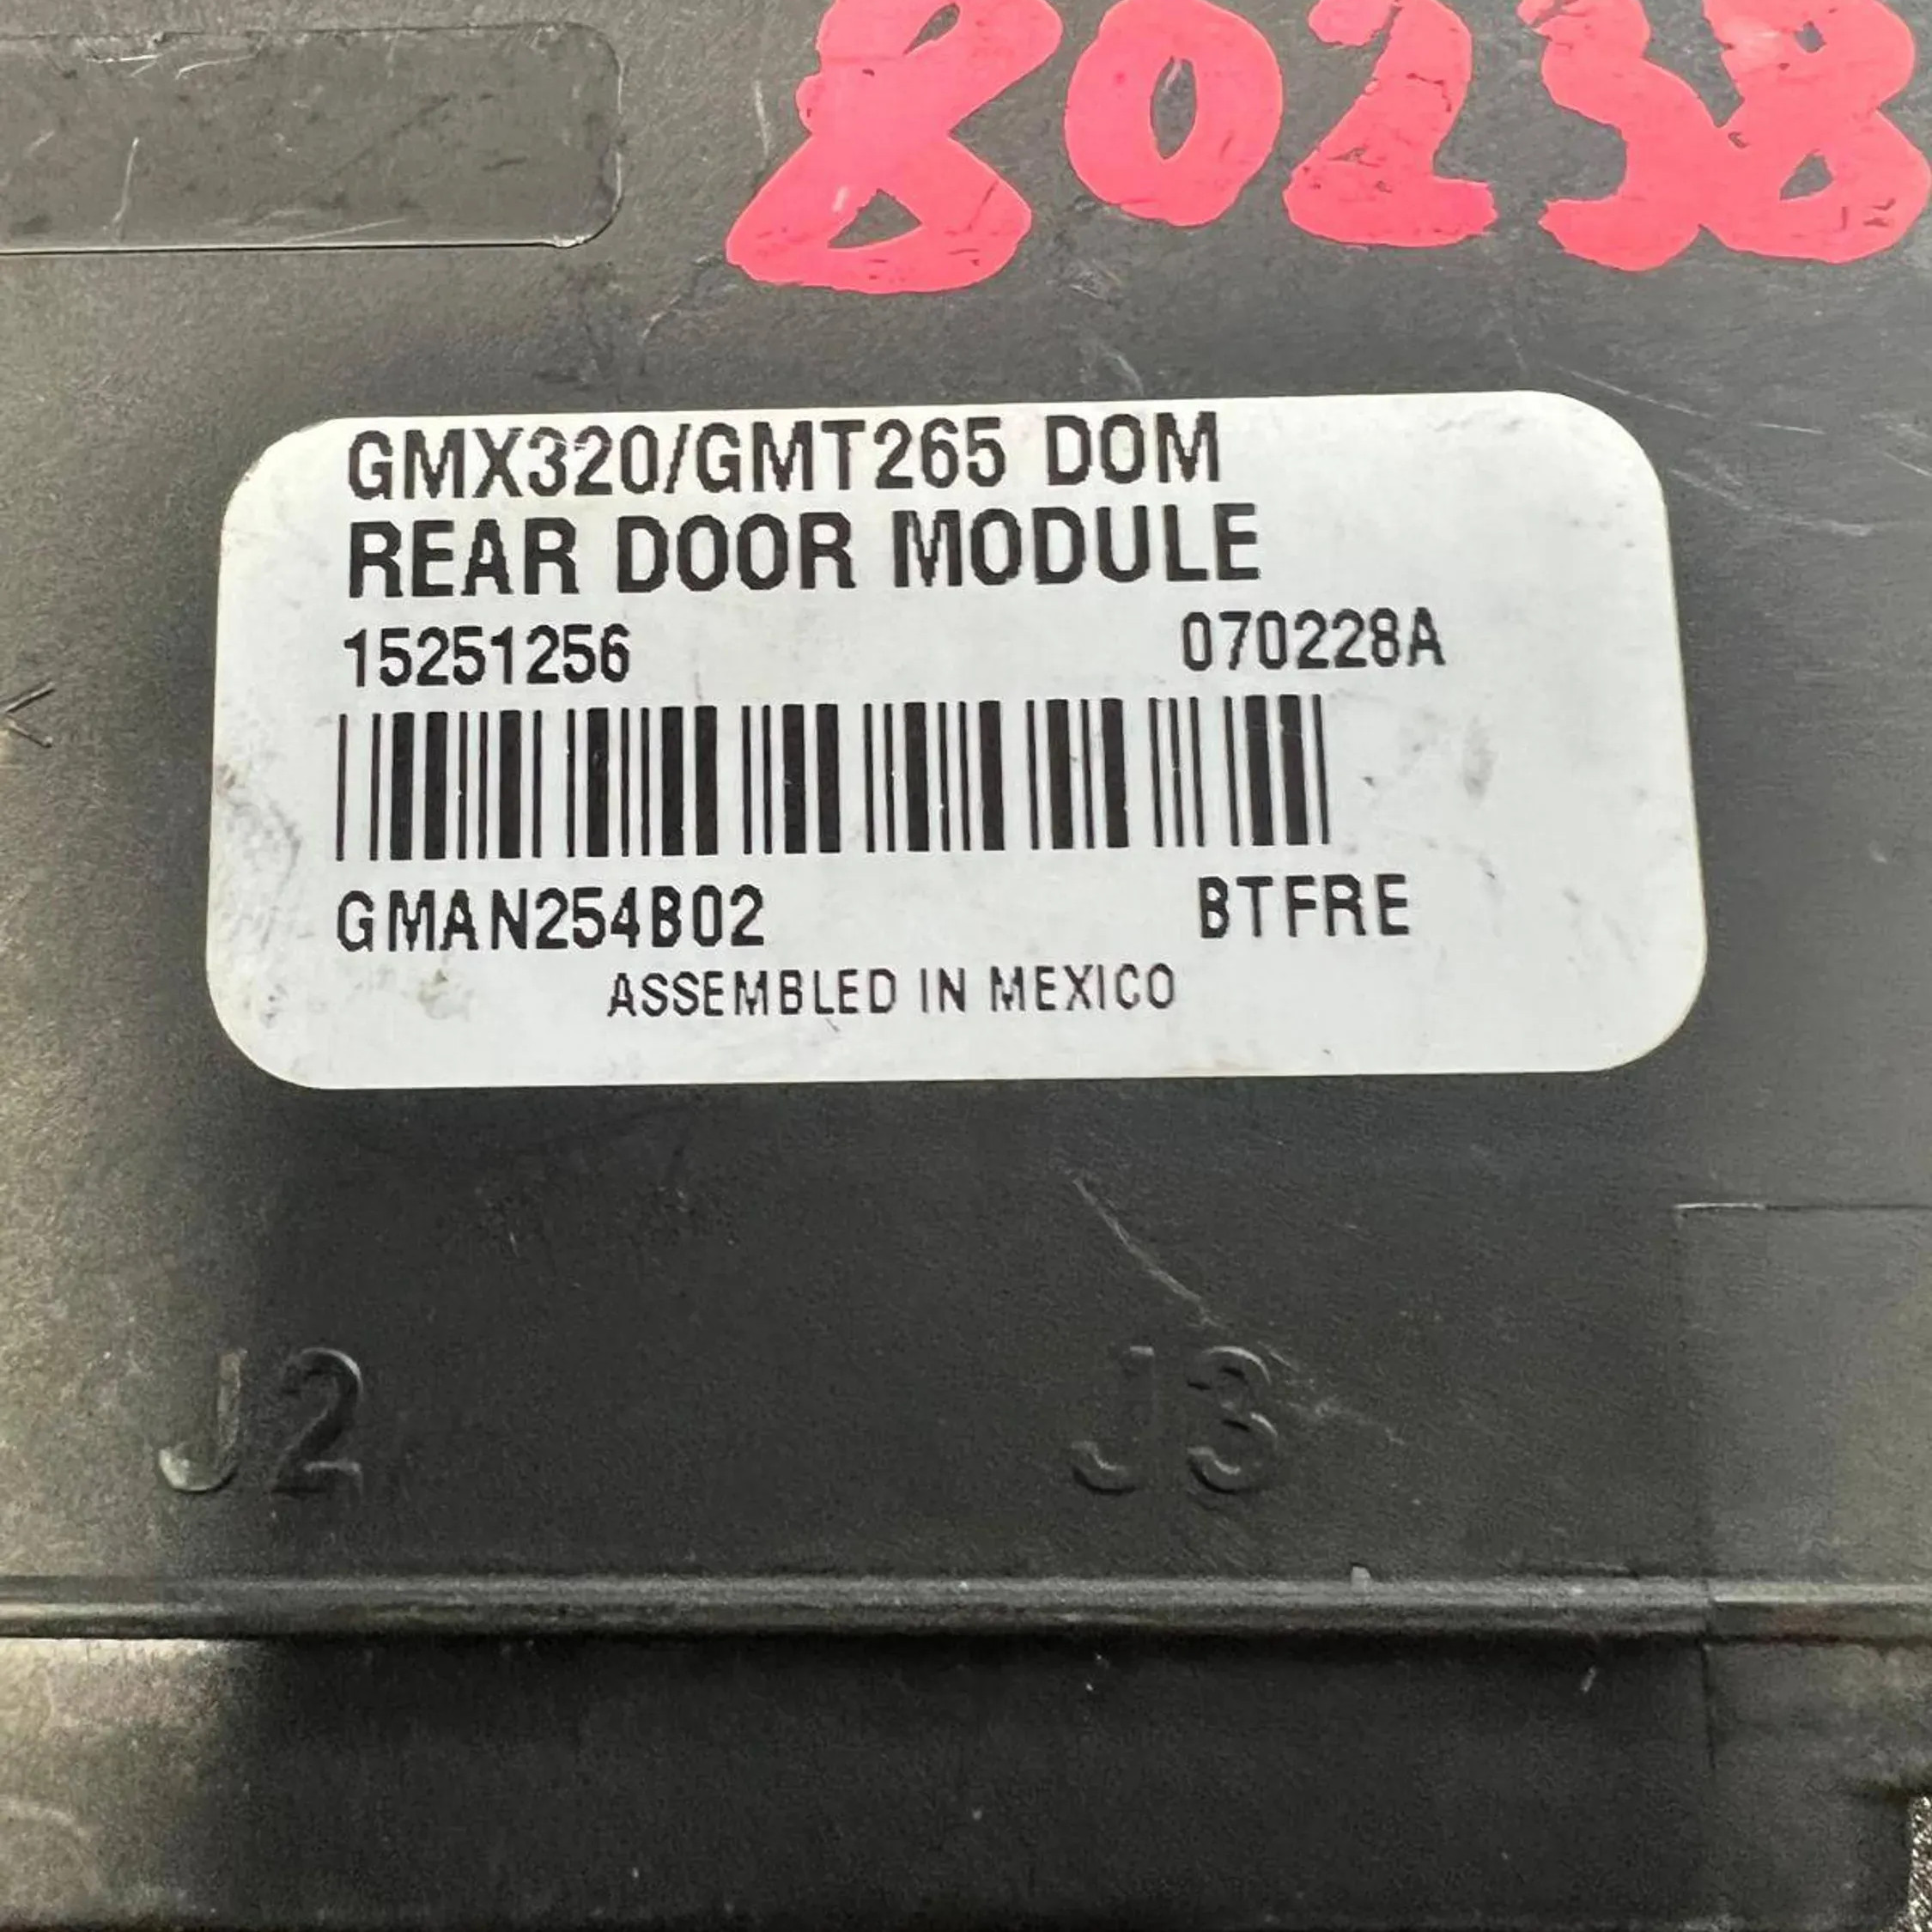 80238
GMX320/GMT265 DOM
REAR DOOR MODULE
15251256 070228A
GMAN254B02 BTFRE
ASSEMBLED IN MEXICO
J2 J3